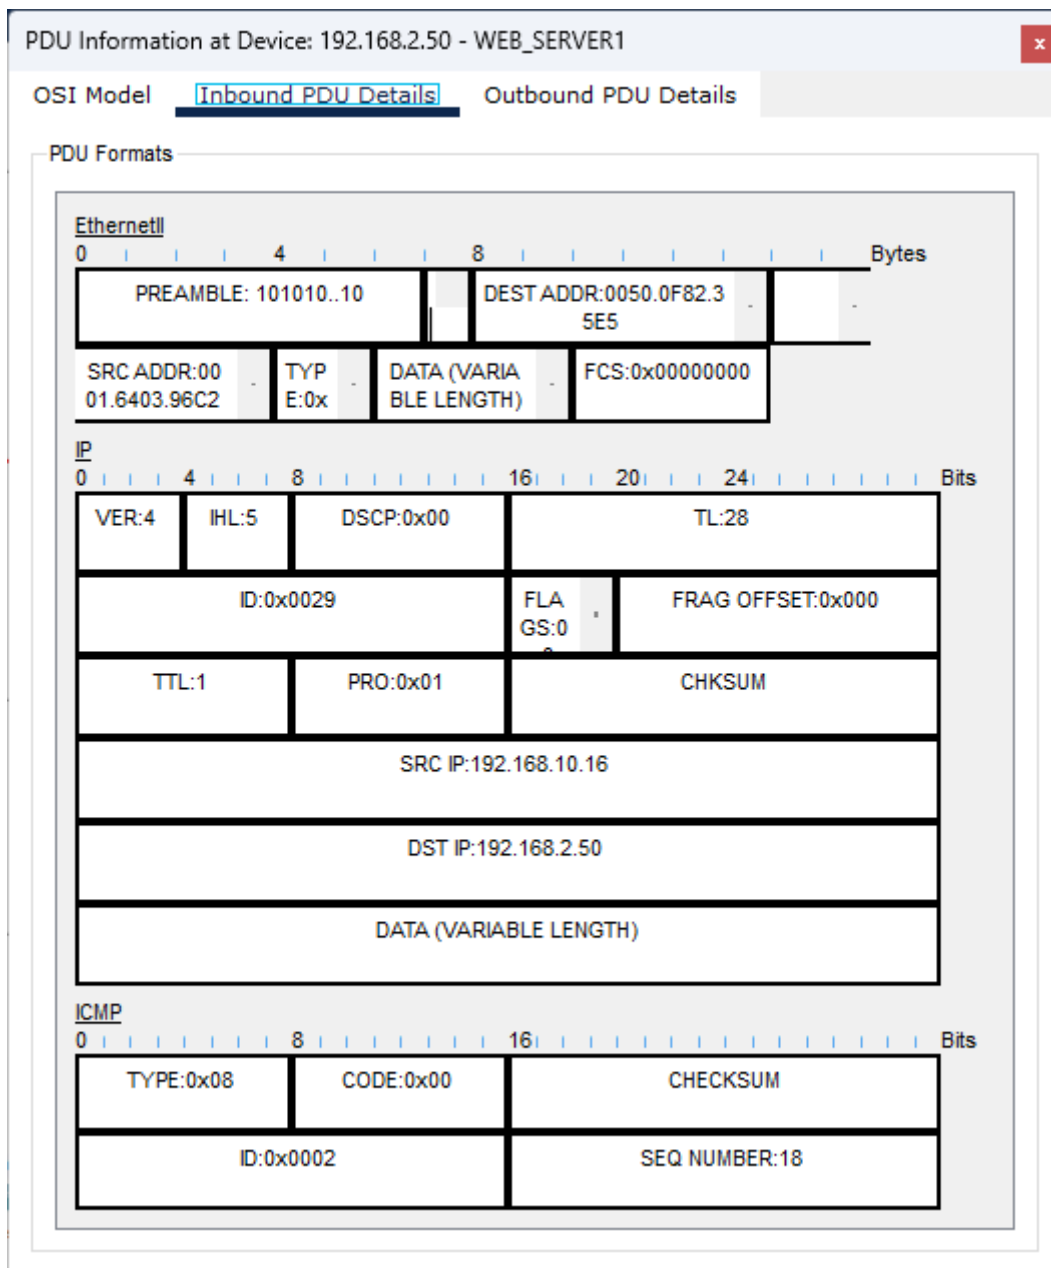 PDU Information at Device: 192.168.2.50 - WEB_SERVER1
x
OSI Model Inbound PDU Details Outbound PDU Details
PDU Formats
EthernetII
0 4 8 Bytes
PREAMBLE: 101010..10
DEST ADDR:0050.0F82.3
5E5
SRC ADDR:00
01.6403.96C2
TYP
E:0x
DATA (VARIA
BLE LENGTH)
FCS:0x00000000
IP
0 4 8 16 20 24 Bits
VER:4 IHL:5 DSCP:0x00 TL:28
ID:0x0029
FLA
GS:0
FRAG OFFSET:0x000
TTL:1 PRO:0x01 CHKSUM
SRC IP:192.168.10.16
DST IP:192.168.2.50
DATA (VARIABLE LENGTH)
ICMP
0 8 16 Bits
TYPE:0x08 CODE:0x00 CHECKSUM
ID:0x0002 SEQ NUMBER:18